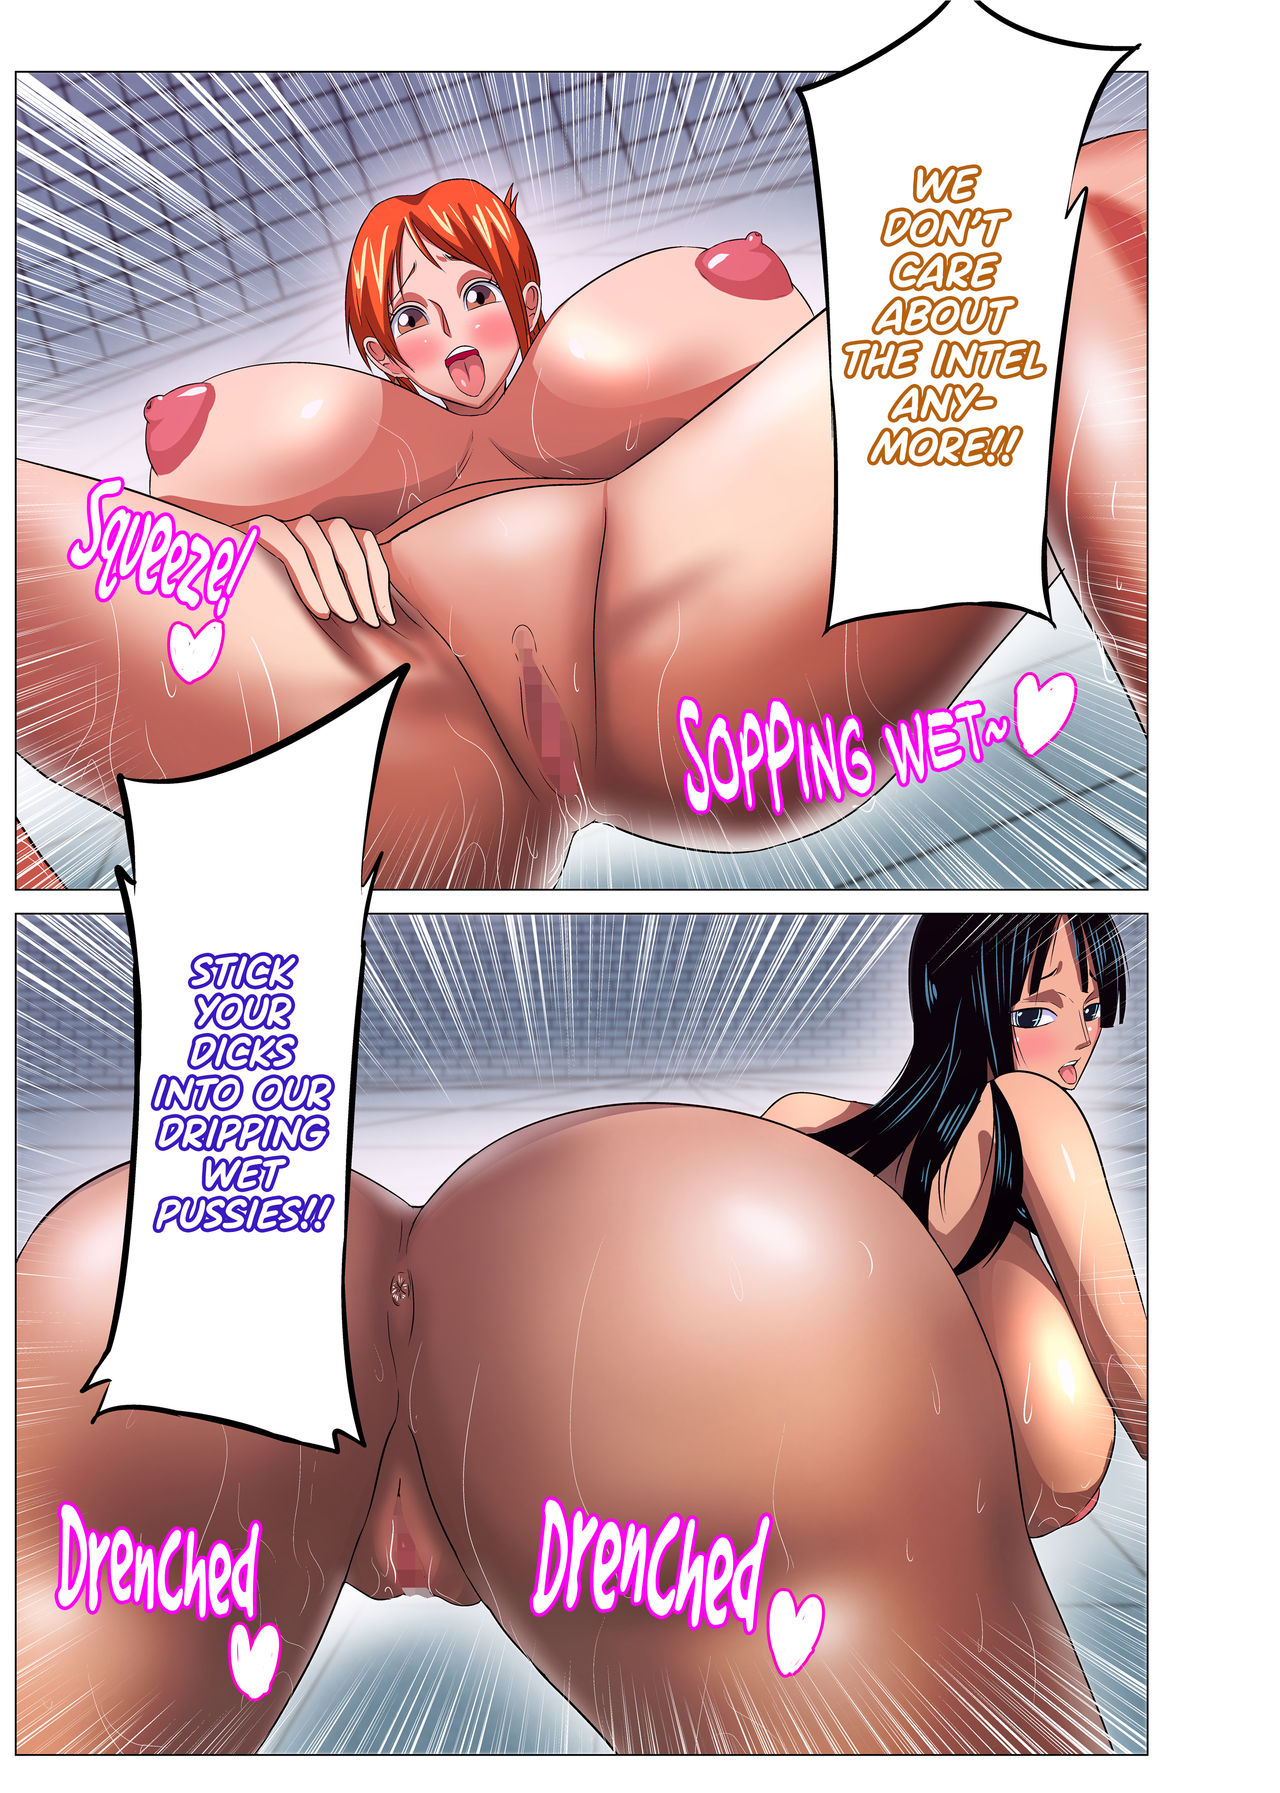 WE
DON'T
CARE
ABOUT
THE INTEL
ANY-
MORE!!
Squeeze!
SOPPING WET~
STICK
YOUR
DICKS
INTO OUR
DRIPPING
WET
PUSSIES!!
Drenched
Drenched